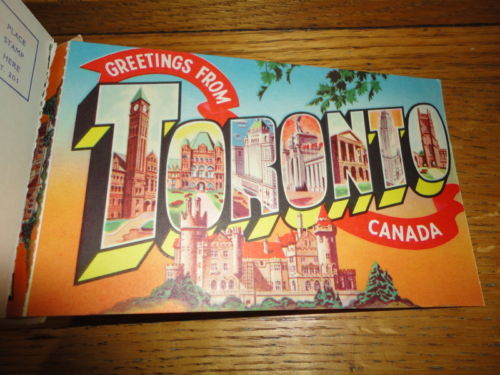 PLACE
STAMP
HERE
GREETINGS FROM
TORONTO
CANADA